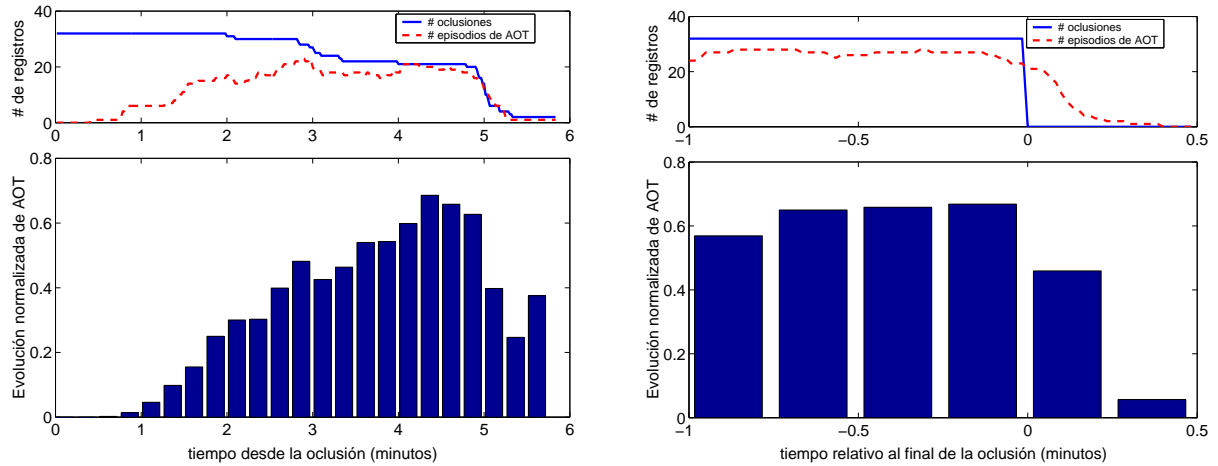 # de registros
40
20
0
# oclusiones
# episodios de AOT
0 1 2 3 4 5 6
Evolución normalizada de AOT
0.8
0.6
0.4
0.2
0
0 1 2 3 4 5 6
tiempo desde la oclusión (minutos)
# de registros
40
20
0
# oclusiones
# episodios de AOT
−1 −0.5 0 0.5
Evolución normalizada de AOT
0.8
0.6
0.4
0.2
0
−1 −0.5 0 0.5
tiempo relativo al final de la oclusión (minutos)